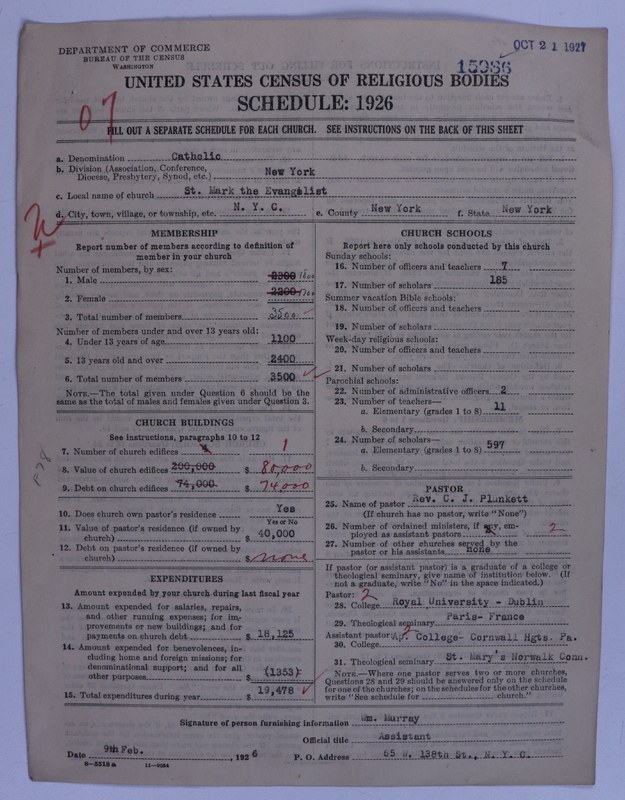 DEPARTMENT OF COMMERCE
BUREAU OF THE CENSUS
WASHINGTON
OCT 21 1927
15936
UNITED STATES CENSUS OF RELIGIOUS BODIES
SCHEDULE: 1926
07
FILL OUT A SEPARATE SCHEDULE FOR EACH CHURCH. SEE INSTRUCTIONS ON THE BACK OF THIS SHEET
a. Denomination Catholic
b. Division (Association, Conference, Diocese, Presbytery, Synod, etc.) New York
c. Local name of church St. Mark the Evangelist
d. City, town, village, or township, etc. N. Y. C. e. County New York f. State New York
MEMBERSHIP
Report number of members according to definition of
member in your church
Number of members, by sex:
1. Male 2300 1800
2. Female 2200 1700
3. Total number of members 3500
Number of members under and over 13 years old:
4. Under 13 years of age 1100
5. 13 years old and over 2400
6. Total number of members 3500
NOTE.—The total given under Question 6 should be the
same as the total of males and females given under Question 3.
CHURCH BUILDINGS
See instructions, paragraphs 10 to 12
7. Number of church edifices 1
8. Value of church edifices 200,000 $ 80,000
9. Debt on church edifices 74,000. $ 74,000
10. Does church own pastor's residence Yes
Yes or No
11. Value of pastor's residence (if owned by
church) $ 40,000
12. Debt on pastor's residence (if owned by
church) $ none
EXPENDITURES
Amount expended by your church during last fiscal year
13. Amount expended for salaries, repairs,
and other running expenses; for im-
provements or new buildings; and for
payments on church debt $ 18,125
14. Amount expended for benevolences, in-
cluding home and foreign missions; for
denominational support; and for all
other purposes $ (1353)
15. Total expenditures during year $ 19,478
CHURCH SCHOOLS
Report here only schools conducted by this church
Sunday schools:
16. Number of officers and teachers 7
17. Number of scholars 185
Summer vacation Bible schools:
18. Number of officers and teachers
19. Number of scholars
Week-day religious schools:
20. Number of officers and teachers
21. Number of scholars
Parochial schools:
22. Number of administrative officers 2
23. Number of teachers—
a. Elementary (grades 1 to 8) 11
b. Secondary
24. Number of scholars—
a. Elementary (grades 1 to 8) 597
b. Secondary
PASTOR
25. Name of pastor Rev. C. J. Plunkett
(If church has no pastor, write "None")
26. Number of ordained ministers, if any, em-
ployed as assistant pastors 2
27. Number of other churches served by the
pastor or his assistants none
If pastor (or assistant pastor) is a graduate of a college or
theological seminary, give name of institution below. (If
not a graduate, write "No" in the space indicated.)
Pastor: 2
28. College Royal University - Dublin
29. Theological seminary Paris- France
Assistant pastor: 2
30. College College- Cornwall Hgts. Pa.
31. Theological seminary St. Mary's Norwalk Conn.
NOTE.—Where one pastor serves two or more churches,
Questions 28 and 29 should be answered only on the schedule
for one of the churches; on the schedules for the other churches,
write "See schedule for church."
Signature of person furnishing information Wm. Murray
Official title Assistant
Date 9th Feb. , 1926 P. O. Address 65 W. 138th St., N. Y. C.
8-5518a 11-9064